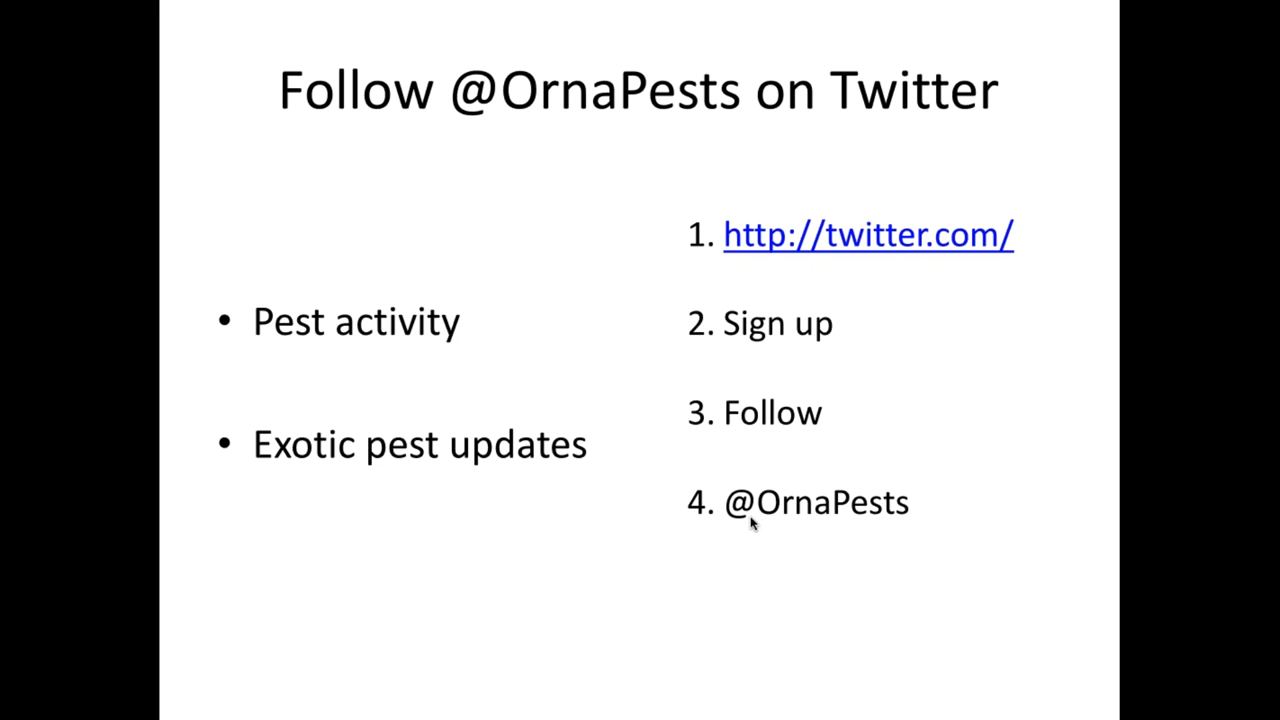 Follow @OrnaPests on Twitter
• Pest activity
• Exotic pest updates
1. http://twitter.com/
2. Sign up
3. Follow
4. @OrnaPests